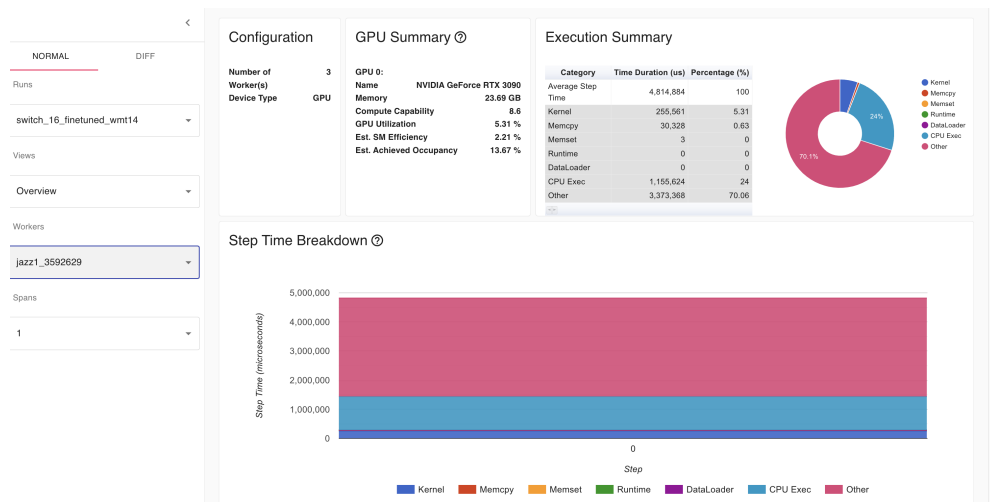 NORMAL
DIFF
Runs
switch_16_finetuned_wmt14
Views
Overview
Workers
jazz1_3592629
Spans
1
Configuration
Number of 3
Worker(s)
Device Type GPU
GPU Summary
GPU 0:
Name NVIDIA GeForce RTX 3090
Memory 23.69 GB
Compute Capability 8.6
GPU Utilization 5.31 %
Est. SM Efficiency 2.21 %
Est. Achieved Occupancy 13.67 %
Execution Summary
Category Time Duration (us) Percentage (%)
Average Step
Time 4,814,884 100
Kernel 255,561 5.31
Memcpy 30,328 0.63
Memset 3 0
Runtime 0 0
DataLoader 0 0
CPU Exec 1,155,624 24
Other 3,373,368 70.06
24%
70.1%
Kernel
Memcpy
Memset
Runtime
DataLoader
CPU Exec
Other
Step Time Breakdown
Step Time (microseconds)
5,000,000
4,000,000
3,000,000
2,000,000
1,000,000
0
0
Step
Kernel Memcpy Memset Runtime DataLoader CPU Exec Other